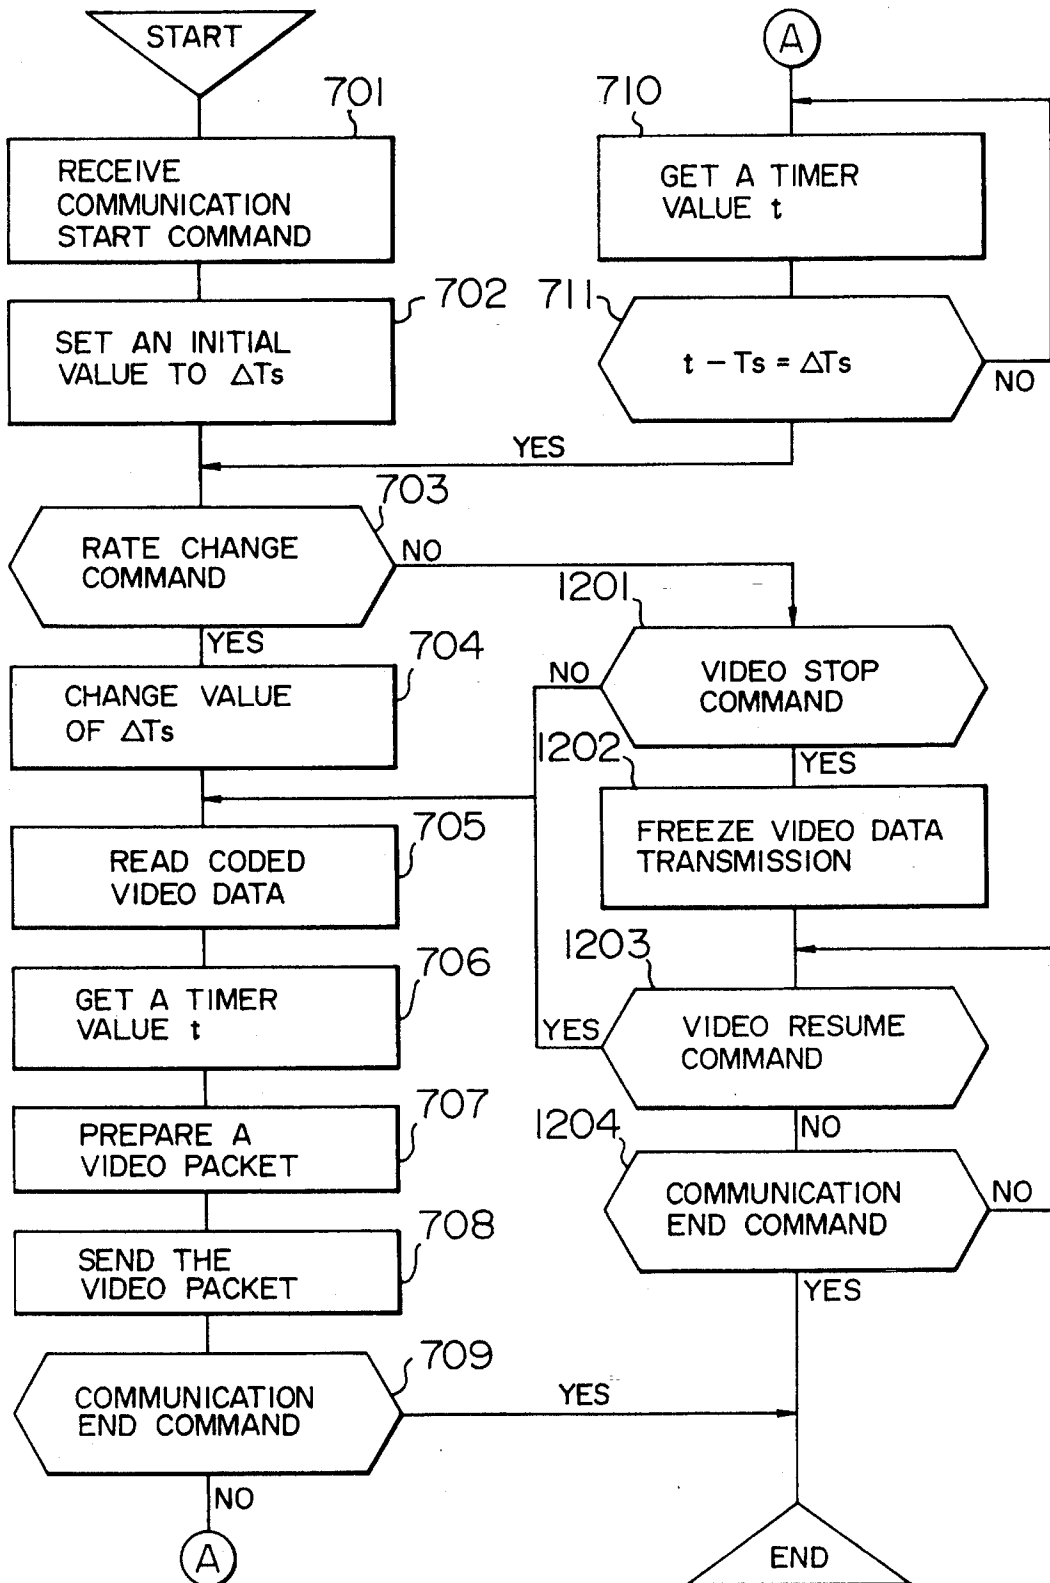 START
701
RECEIVE
COMMUNICATION
START COMMAND
702
SET AN INITIAL
VALUE TO ΔTs
703
RATE CHANGE
COMMAND
NO
YES
704
CHANGE VALUE
OF ΔTs
705
READ CODED
VIDEO DATA
706
GET A TIMER
VALUE t
707
PREPARE A
VIDEO PACKET
708
SEND THE
VIDEO PACKET
709
COMMUNICATION
END COMMAND
YES
NO
A
A
710
GET A TIMER
VALUE t
711
t − Ts = ΔTs
NO
YES
1201
VIDEO STOP
COMMAND
NO
YES
1202
FREEZE VIDEO DATA
TRANSMISSION
1203
VIDEO RESUME
COMMAND
YES
NO
1204
COMMUNICATION
END COMMAND
NO
YES
END